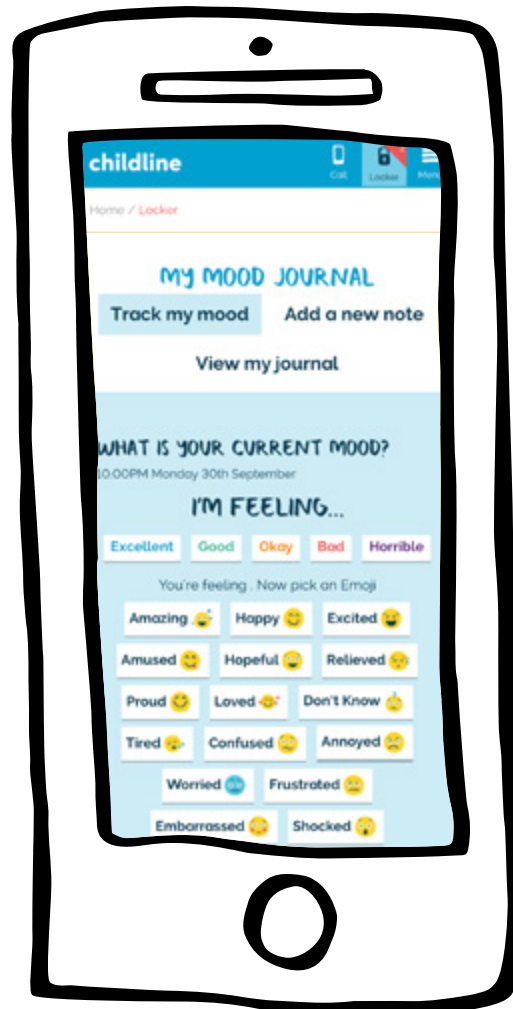 childline
Call Locker Menu
Home / Locker
MY MOOD JOURNAL
Track my mood Add a new note
View my journal
WHAT IS YOUR CURRENT MOOD?
10:00PM Monday 30th September
I'M FEELING...
Excellent Good Okay Bad Horrible
You're feeling . Now pick an Emoji
Amazing Happy Excited
Amused Hopeful Relieved
Proud Loved Don't Know
Tired Confused Annoyed
Worried Frustrated
Embarrassed Shocked